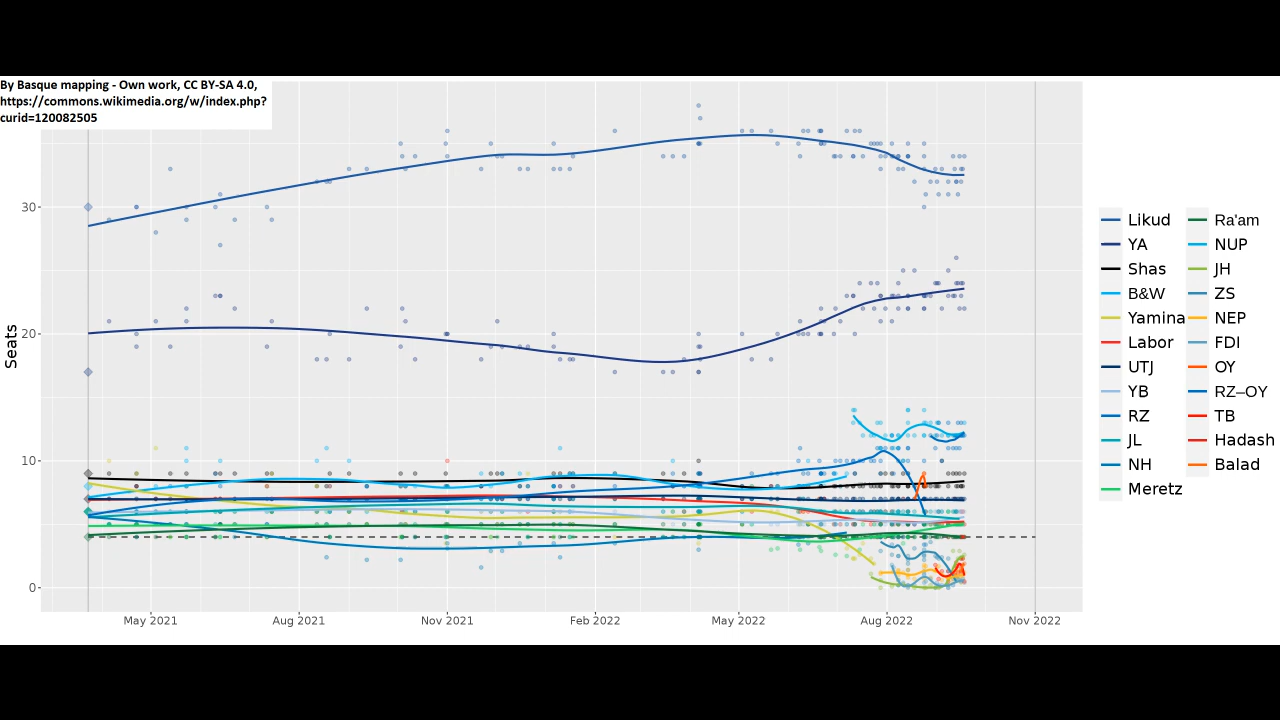 By Basque mapping - Own work, CC BY-SA 4.0,
https://commons.wikimedia.org/w/index.php?
curid=120082505
Seats
30
20
10
0
May 2021
Aug 2021
Nov 2021
Feb 2022
May 2022
Aug 2022
Nov 2022
Likud
YA
Shas
B&W
Yamina
Labor
UTJ
YB
RZ
JL
NH
Meretz
Ra'am
NUP
JH
ZS
NEP
FDI
OY
RZ–OY
TB
Hadash
Balad